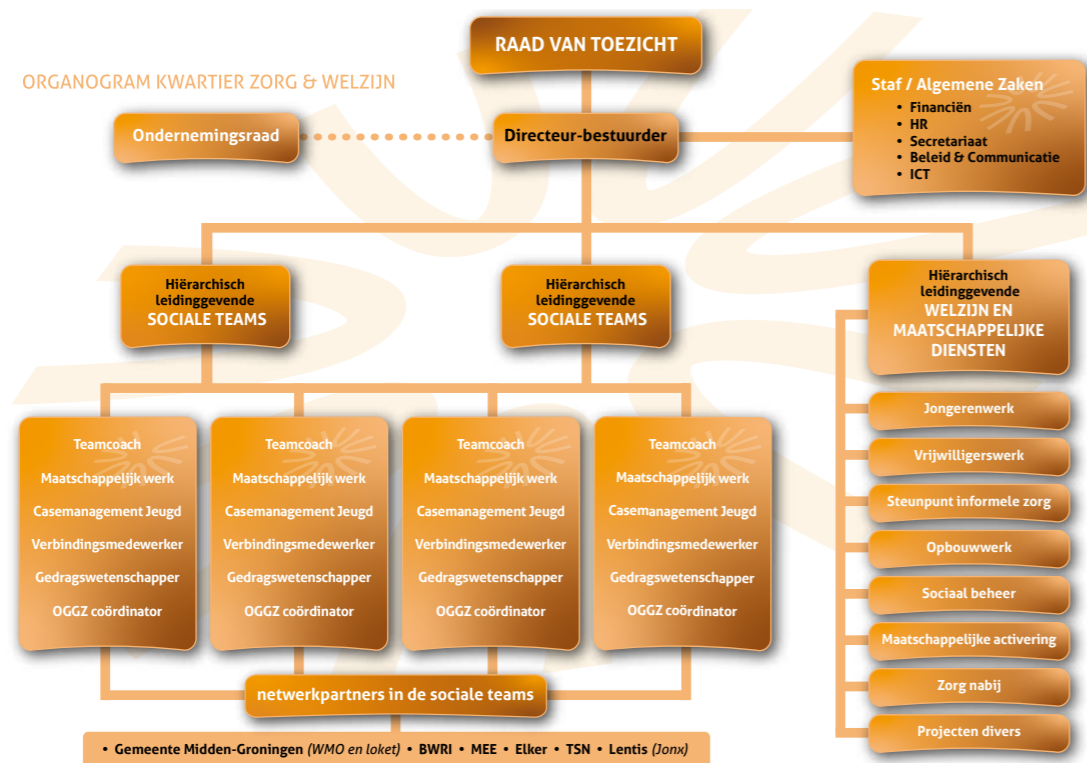 RAAD VAN TOEZICHT
ORGANOGRAM KWARTIER ZORG & WELZIJN
Ondernemingsraad
Directeur-bestuurder
Staf / Algemene Zaken
• Financiën
• HR
• Secretariaat
• Beleid & Communicatie
• ICT
Hiërarchisch
leidinggevende
SOCIALE TEAMS
Hiërarchisch
leidinggevende
SOCIALE TEAMS
Hiërarchisch
leidinggevende
WELZIJN EN
MAATSCHAPPELIJKE
DIENSTEN
Teamcoach
Maatschappelijk werk
Casemanagement Jeugd
Verbindingsmedewerker
Gedragswetenschapper
OGGZ coördinator
Teamcoach
Maatschappelijk werk
Casemanagement Jeugd
Verbindingsmedewerker
Gedragswetenschapper
OGGZ coördinator
Teamcoach
Maatschappelijk werk
Casemanagement Jeugd
Verbindingsmedewerker
Gedragswetenschapper
OGGZ coördinator
Teamcoach
Maatschappelijk werk
Casemanagement Jeugd
Verbindingsmedewerker
Gedragswetenschapper
OGGZ coördinator
Jongerenwerk
Vrijwilligerswerk
Steunpunt informele zorg
Opbouwwerk
Sociaal beheer
Maatschappelijke activering
Zorg nabij
Projecten divers
netwerkpartners in de sociale teams
• Gemeente Midden-Groningen (WMO en loket) • BWRI • MEE • Elker • TSN • Lentis (Jonx)